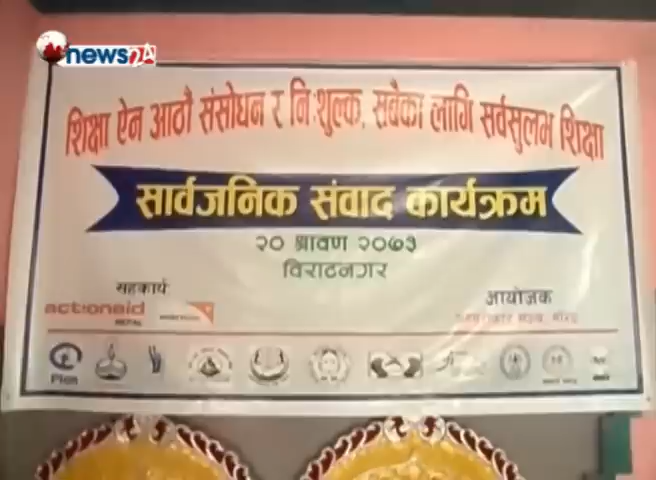 news24
शिक्षा ऐन आठौ संसोधन र निःशुल्क, सबैका लागि सर्वसुलभ शिक्षा
सार्वजनिक संवाद कार्यक्रम
२० श्रावण २०७३
विराटनगर
सहकार्य
आयोजक
actionaid
NEPAL
Plan